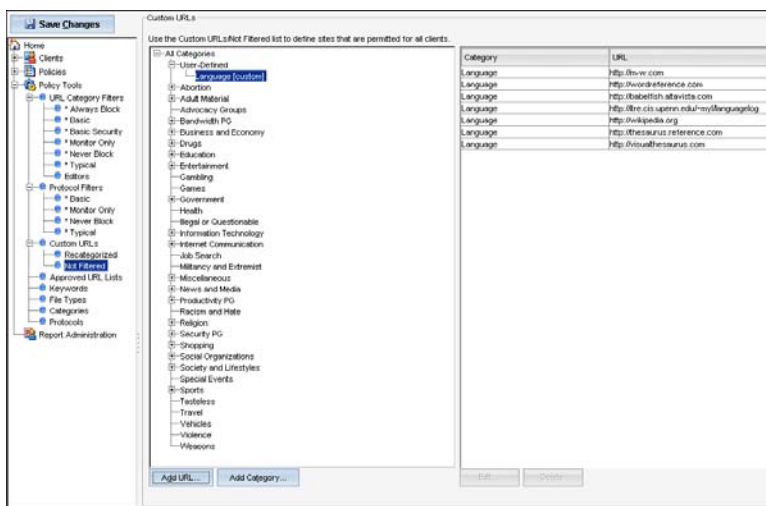 Save Changes
Home
Clients
Policies
Policy Tools
URL Category Filters
* Always Block
* Basic
* Basic Security
* Monitor Only
* Never Block
* Typical
Editors
Protocol Filters
* Basic
* Monitor Only
* Never Block
* Typical
Custom URLs
Recategorized
Not Filtered
Approved URL Lists
Keywords
File Types
Categories
Protocols
Report Administration
Custom URLs
Use the Custom URLs/Not Filtered list to define sites that are permitted for all clients.
All Categories
User-Defined
Language [custom]
Abortion
Adult Material
Advocacy Groups
Bandwidth PG
Business and Economy
Drugs
Education
Entertainment
Gambling
Games
Government
Health
Illegal or Questionable
Information Technology
Internet Communication
Job Search
Militancy and Extremist
Miscellaneous
News and Media
Productivity PG
Racism and Hate
Religion
Security PG
Shopping
Social Organizations
Society and Lifestyles
Special Events
Sports
Tasteless
Travel
Vehicles
Violence
Weapons
Add URL...
Add Category...
Category URL
Language http://m-w.com
Language http://wordreference.com
Language http://babelfish.altavista.com
Language http://itre.cis.upenn.edu/~myl/languagelog
Language http://wikipedia.org
Language http://thesaurus.reference.com
Language http://visualthesaurus.com
Edit...
Delete